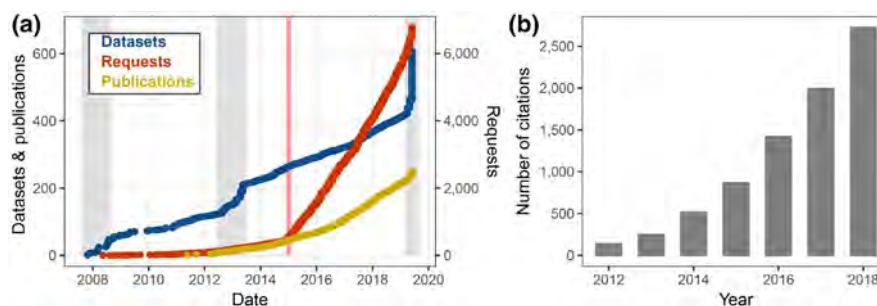 (a)
Datasets
Requests
Publications
Datasets & publications
600
400
200
0
6,000
4,000
2,000
0
Requests
2008 2010 2012 2014 2016 2018 2020
Date
(b)
Number of citations
2,500
2,000
1,500
1,000
500
0
2012 2014 2016 2018
Year